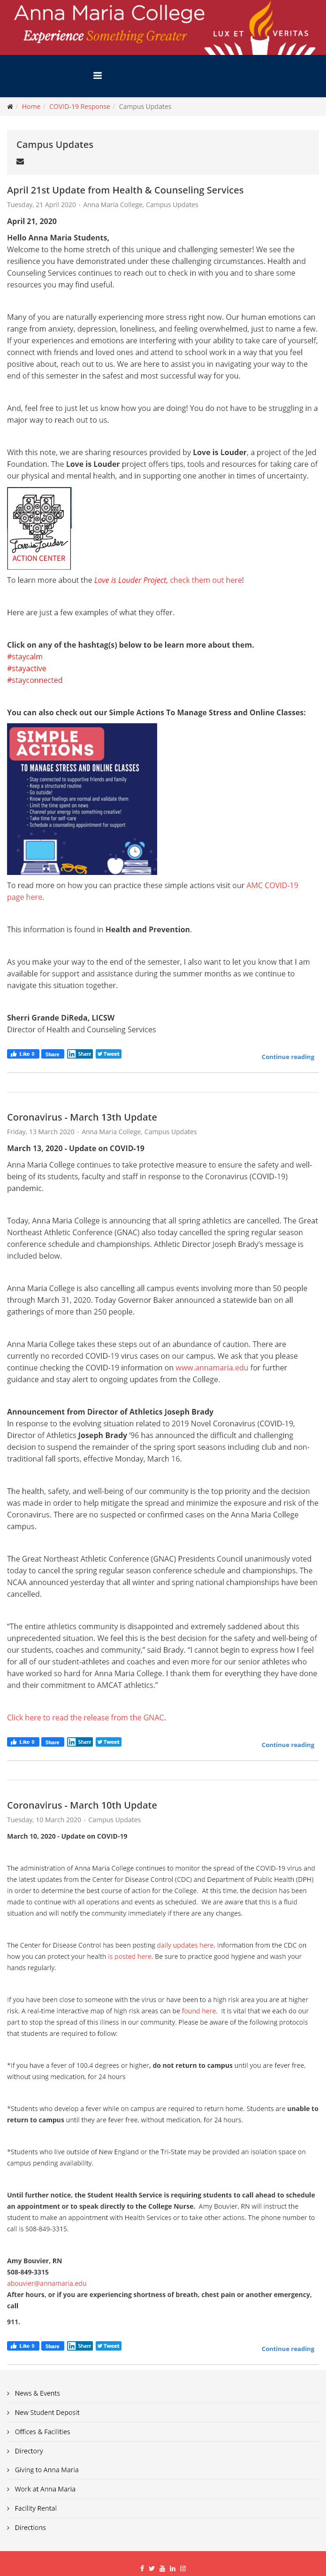 Anna Maria College
Experience Something Greater
LUX ET VERITAS
/ Home / COVID-19 Response / Campus Updates
Campus Updates
April 21st Update from Health & Counseling Services
Tuesday, 21 April 2020 - Anna Maria College, Campus Updates
April 21, 2020
Hello Anna Maria Students,
Welcome to the home stretch of this unique and challenging semester! We see the
resilience you have demonstrated under these challenging circumstances. Health and
Counseling Services continues to reach out to check in with you and to share some
resources you may find useful.
Many of you are naturally experiencing more stress right now. Our human emotions can
range from anxiety, depression, loneliness, and feeling overwhelmed, just to name a few.
If your experiences and emotions are interfering with your ability to take care of yourself,
connect with friends and loved ones and attend to school work in a way that you feel
positive about, reach out to us. We are here to assist you in navigating your way to the
end of this semester in the safest and most successful way for you.
And, feel free to just let us know how you are doing! You do not have to be struggling in a
major way to reach out to us.
With this note, we are sharing resources provided by Love is Louder, a project of the Jed
Foundation. The Love is Louder project offers tips, tools and resources for taking care of
our physical and mental health, and in supporting one another in times of uncertainty.
Love is Louder
ACTION CENTER
To learn more about the Love is Louder Project, check them out here!
Here are just a few examples of what they offer.
Click on any of the hashtag(s) below to be learn more about them.
#staycalm
#stayactive
#stayconnected
You can also check out our Simple Actions To Manage Stress and Online Classes:
SIMPLE
ACTIONS
TO MANAGE STRESS AND ONLINE CLASSES
- Stay connected to supportive friends and family
- Keep a structured routine
- Go outside!
- Know your feelings are normal and validate them
- Limit the time spent on news
- Channel your energy into something creative
- Find time for self-care
- Schedule a counseling appointment
To read more on how you can practice these simple actions visit our AMC COVID-19
page here.
This information is found in Health and Prevention.
As you make your way to the end of the semester, I also want to let you know that I am
available for support and assistance during the summer months as we continue to
navigate this situation together.
Sherri Grande DiReda, LICSW
Director of Health and Counseling Services
Like 0 Share Share Tweet
Continue reading
Coronavirus - March 13th Update
Friday, 13 March 2020 - Anna Maria College, Campus Updates
March 13, 2020 - Update on COVID-19
Anna Maria College continues to take protective measure to ensure the safety and well-
being of its students, faculty and staff in response to the Coronavirus (COVID-19)
pandemic.
Today, Anna Maria College is announcing that all spring athletics are cancelled. The Great
Northeast Athletic Conference (GNAC) also today cancelled the spring regular season
conference schedule and championships. Athletic Director Joseph Brady's message is
included below.
Anna Maria College is also cancelling all campus events involving more than 50 people
through March 31, 2020. Today Governor Baker announced a statewide ban on all
gatherings of more than 250 people.
Anna Maria College takes these steps out of an abundance of caution. There are
currently no recorded COVID-19 virus cases on our campus. We ask that you please
continue checking the COVID-19 information on www.annamaria.edu for further
guidance and stay alert to ongoing updates from the College.
Announcement from Director of Athletics Joseph Brady
In response to the evolving situation related to 2019 Novel Coronavirus (COVID-19,
Director of Athletics Joseph Brady '96 has announced the difficult and challenging
decision to suspend the remainder of the spring sport seasons including club and non-
traditional fall sports, effective Monday, March 16.
The health, safety, and well-being of our community is the top priority and the decision
was made in order to help mitigate the spread and minimize the exposure and risk of the
Coronavirus. There are no suspected or confirmed cases on the Anna Maria College
campus.
The Great Northeast Athletic Conference (GNAC) Presidents Council unanimously voted
today to cancel the spring regular season conference schedule and championships. The
NCAA announced yesterday that all winter and spring national championships have been
cancelled.
"The entire athletics community is disappointed and extremely saddened about this
unprecedented situation. We feel this is the best decision for the safety and well-being of
our students, coaches and community," said Brady. "I cannot begin to express how I feel
for all of our student-athletes and coaches and even more for our senior athletes who
have worked so hard for Anna Maria College. I thank them for everything they have done
and their commitment to AMCAT athletics."
Click here to read the release from the GNAC.
Like 0 Share Share Tweet
Continue reading
Coronavirus - March 10th Update
Tuesday, 10 March 2020 - Campus Updates
March 10, 2020 - Update on COVID-19
The administration of Anna Maria College continues to monitor the spread of the COVID-19 virus and
the latest updates from the Center for Disease Control (CDC) and Department of Public Health (DPH)
in order to determine the best course of action for the College. At this time, the decision has been
made to continue with all operations and events as scheduled. We are aware that this is a fluid
situation and will notify the community immediately if there are any changes.
The Center for Disease Control has been posting daily updates here. Information from the CDC on
how you can protect your health is posted here. Be sure to practice good hygiene and wash your
hands regularly.
If you have been close to someone with the virus or have been to a high risk area you are at higher
risk. A real-time interactive map of high risk areas can be found here. It is vital that we each do our
part to stop the spread of this illness in our community. Please be aware of the following protocols
that students are required to follow:
*If you have a fever of 100.4 degrees or higher, do not return to campus until you are fever free,
without using medication, for 24 hours
*Students who develop a fever while on campus are required to return home. Students are unable to
return to campus until they are fever free, without medication, for 24 hours.
*Students who live outside of New England or the Tri-State may be provided an isolation space on
campus pending availability.
Until further notice, the Student Health Service is requiring students to call ahead to schedule
an appointment or to speak directly to the College Nurse. Amy Bouvier, RN will instruct the
student to make an appointment with Health Services or to take other actions. The phone number to
call is 508-849-3315.
Amy Bouvier, RN
508-849-3315
abouvier@annamaria.edu
After hours, or if you are experiencing shortness of breath, chest pain or another emergency,
call
911.
Like 0 Share Share Tweet
Continue reading
News & Events
New Student Deposit
Offices & Facilities
Directory
Giving to Anna Maria
Work at Anna Maria
Facility Rental
Directions